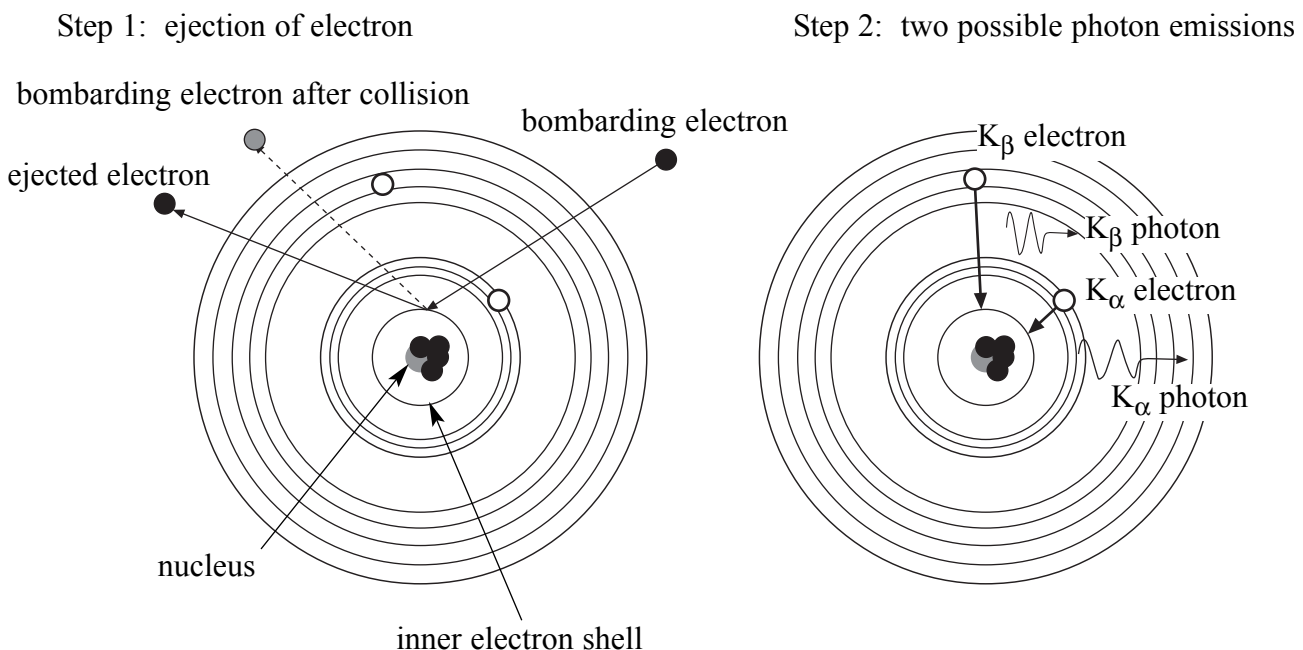 Step 1:  ejection of electron
bombarding electron after collision
bombarding electron
ejected electron
nucleus
inner electron shell
Step 2:  two possible photon emissions
Kβ electron
Kβ photon
Kα electron
Kα photon